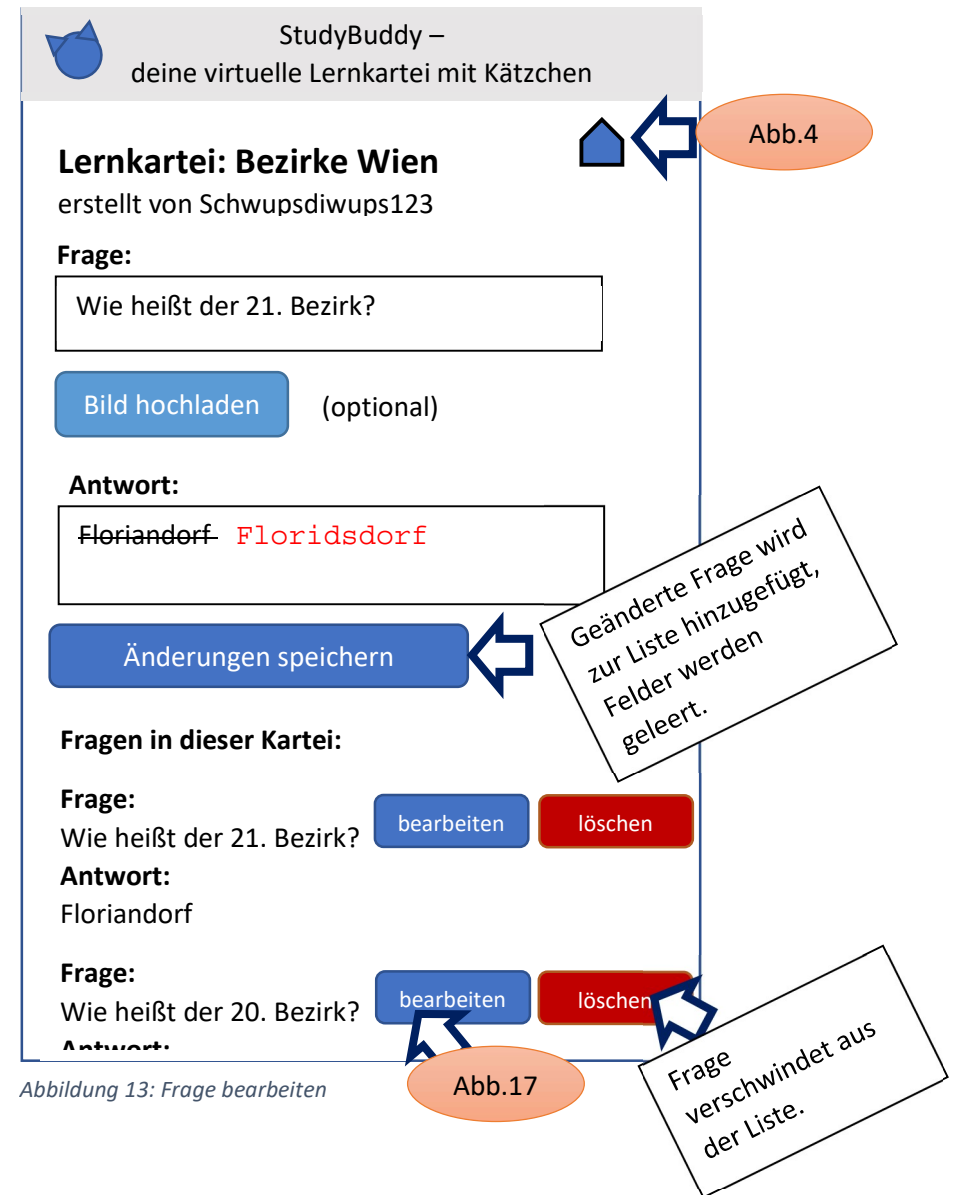 StudyBuddy –
deine virtuelle Lernkartei mit Kätzchen
Abb.4
Lernkartei: Bezirke Wien
erstellt von Schwupsdiwups123
Frage:
Wie heißt der 21. Bezirk?
Bild hochladen (optional)
Antwort:
Floriandorf Floridsdorf
Geänderte Frage wird
zur Liste hinzugefügt,
Felder werden
geleert.
Änderungen speichern
Fragen in dieser Kartei:
Frage:
Wie heißt der 21. Bezirk?
bearbeiten löschen
Antwort:
Floriandorf
Frage:
Wie heißt der 20. Bezirk?
bearbeiten löschen
Antwort:
Frage
verschwindet aus
der Liste.
Abb.17
Abbildung 13: Frage bearbeiten